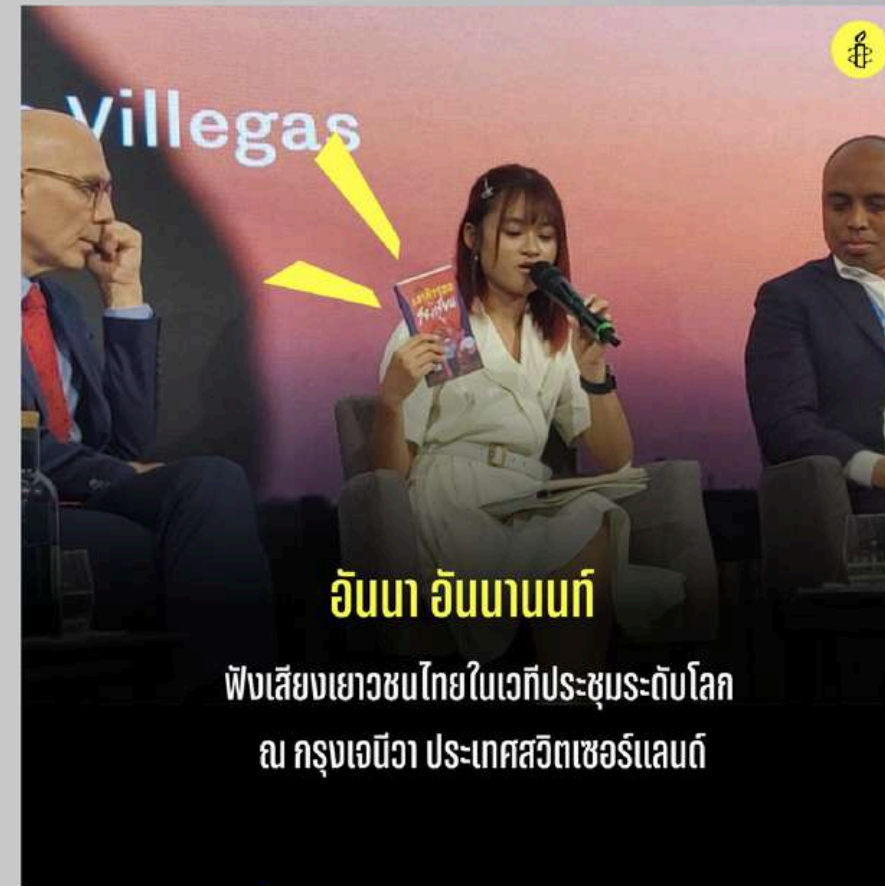 Villegas
อันนา อันนานนท์
ฟังเสียงเยาวชนไทยในเวทีประชุมระดับโลก
ณ กรุงเจนีวา ประเทศสวิตเซอร์แลนด์